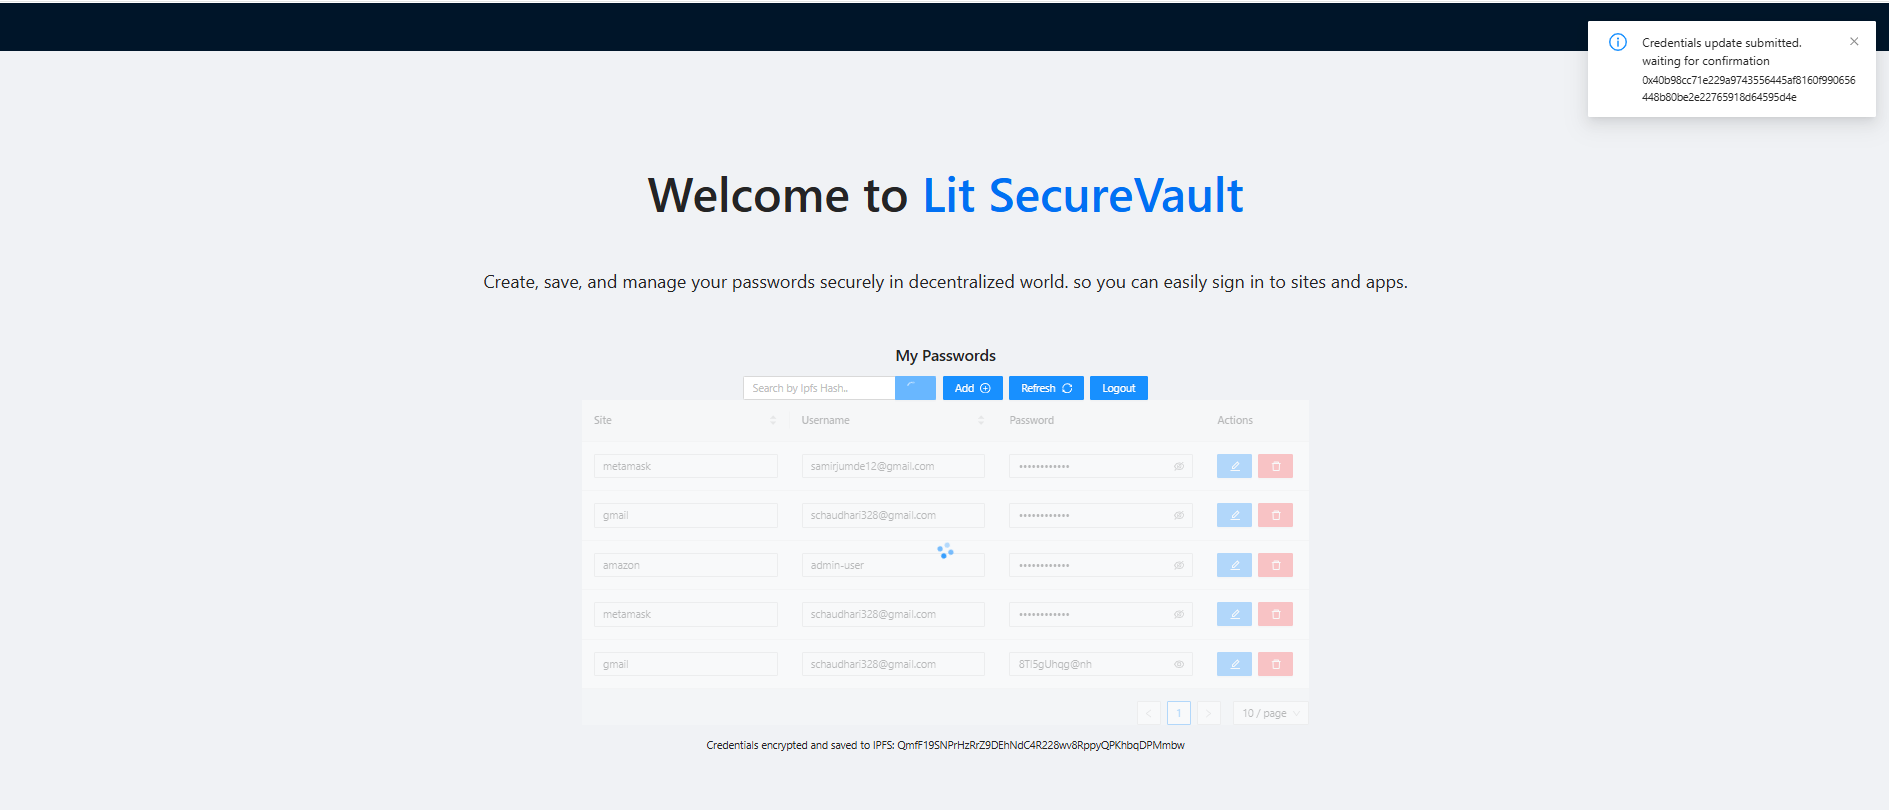 Credentials update submitted.
waiting for confirmation
0x40b98cc71e229a9743556445af8160f990656
448b80be2e22765918d64595d4e
Welcome to Lit SecureVault
Create, save, and manage your passwords securely in decentralized world. so you can easily sign in to sites and apps.
My Passwords
Search by Ipfs Hash.. Add Refresh Logout
Site Username Password Actions
metamask samirjumde12@gmail.com ••••••••••••
gmail schaudhari328@gmail.com ••••••••••••
amazon admin-user ••••••••••••
metamask schaudhari328@gmail.com ••••••••••••
gmail schaudhari328@gmail.com 8Ti5gUhqg@nh
1 10 / page
Credentials encrypted and saved to IPFS: QmfF19SNPrHzRrZ9DEhNdC4R228wv8RppyQPKhbqDPMmbw